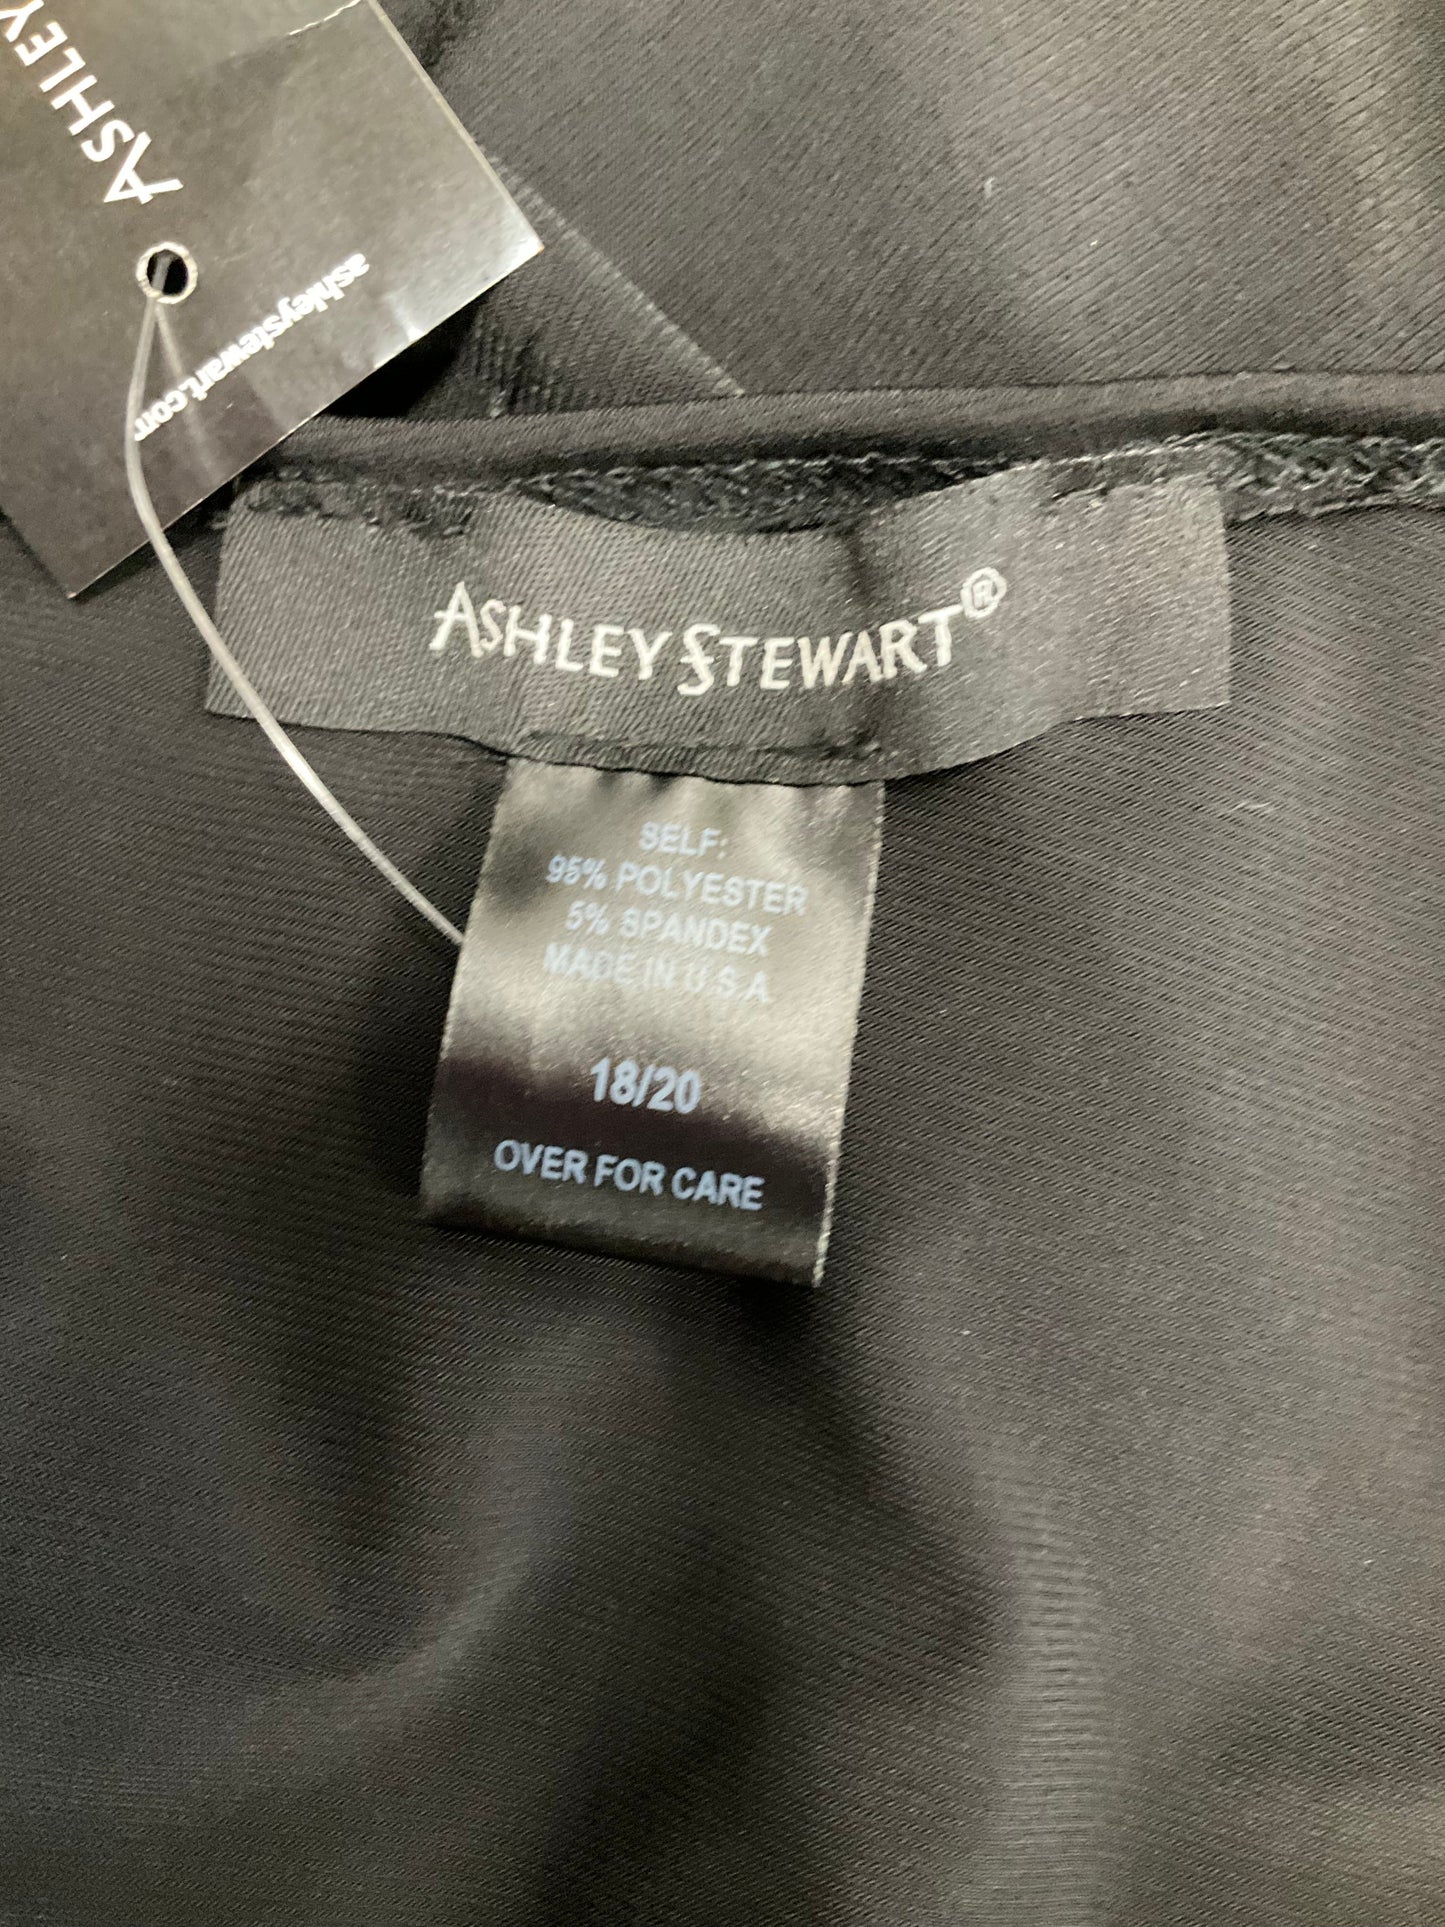 ASHLEY
ashleystewart.com
ASHLEY STEWART®
SELF:
95% POLYESTER
5% SPANDEX
MADE IN U.S.A.
18/20
OVER FOR CARE